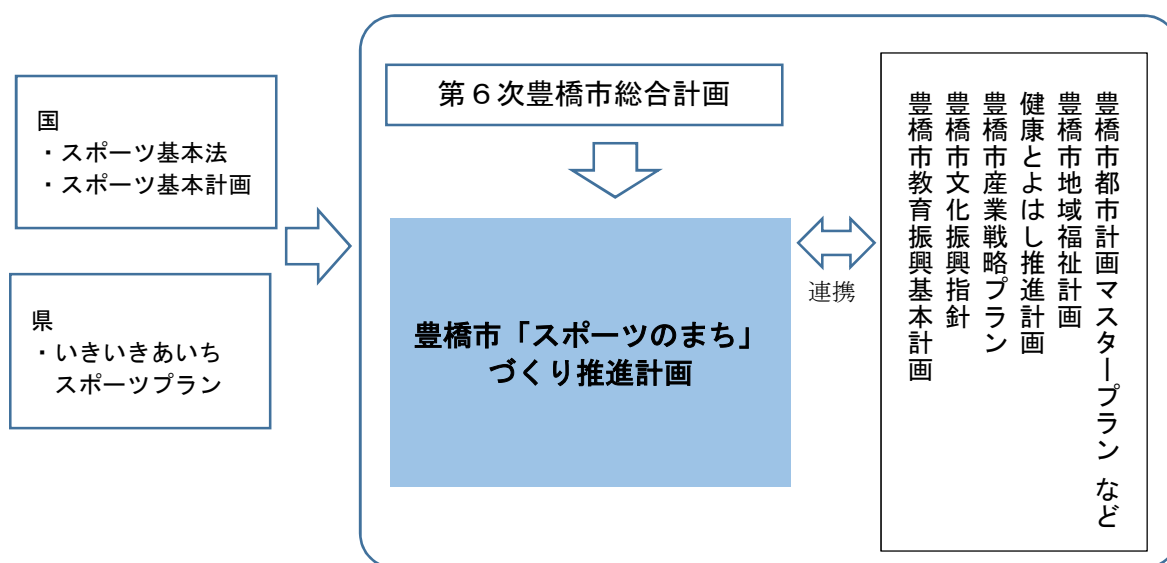 国
・スポーツ基本法
・スポーツ基本計画
県
・いきいきあいち
スポーツプラン
第６次豊橋市総合計画
豊橋市「スポーツのまち」
づくり推進計画
連携
豊橋市都市計画マスタープラン など
豊橋市地域福祉計画
健康とよはし推進計画
豊橋市産業戦略プラン
豊橋市文化振興指針
豊橋市教育振興基本計画